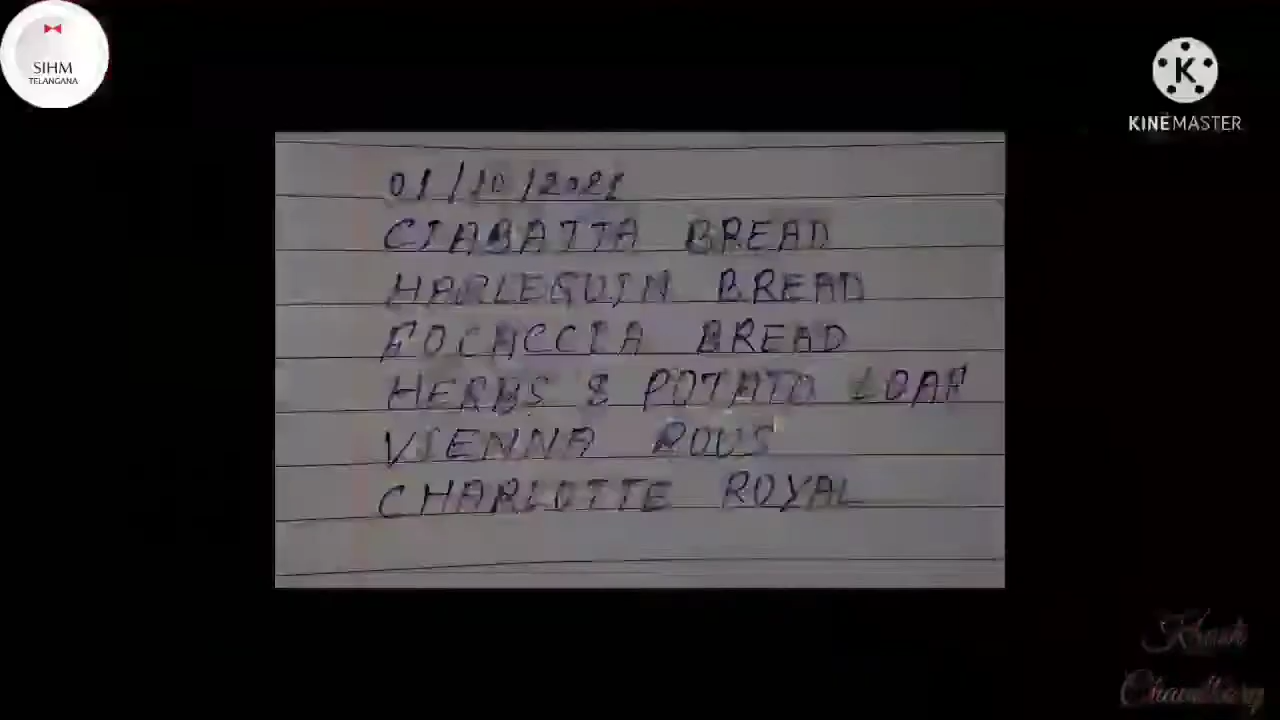 SIHM
TELANGANA
KINEMASTER
01/10/2021
CIABATTA BREAD
HARLEQUIN BREAD
FOCACCIA BREAD
HERBS & POTATO LOAF
VIENNA ROLLS
CHARLOTTE ROYAL